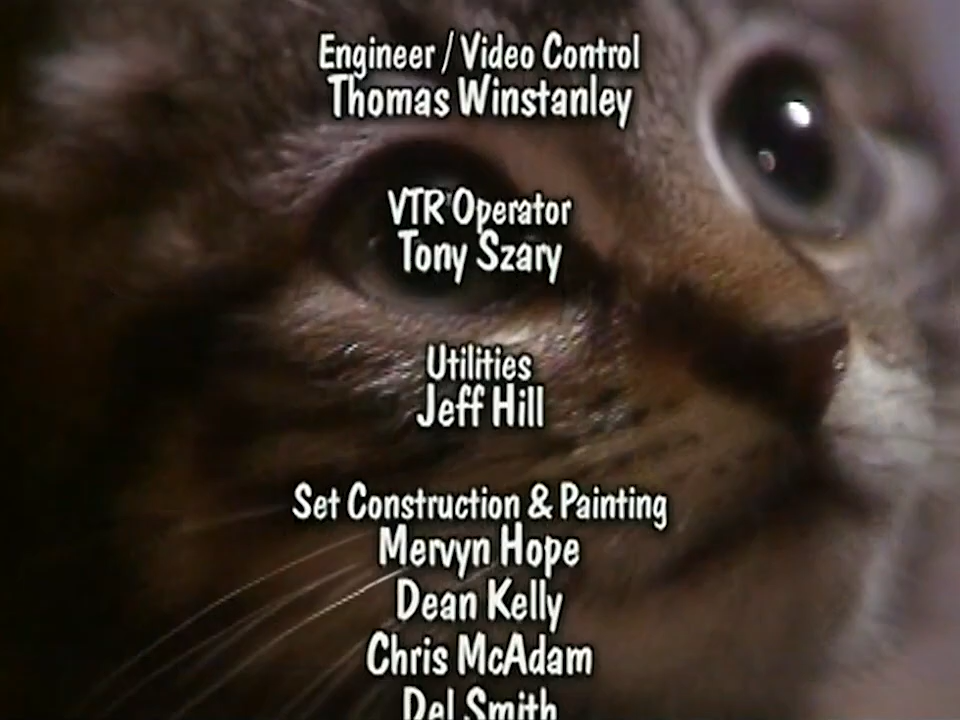 Engineer / Video Control
Thomas Winstanley
VTR Operator
Tony Szary
Utilities
Jeff Hill
Set Construction & Painting
Mervyn Hope
Dean Kelly
Chris McAdam
Del Smith